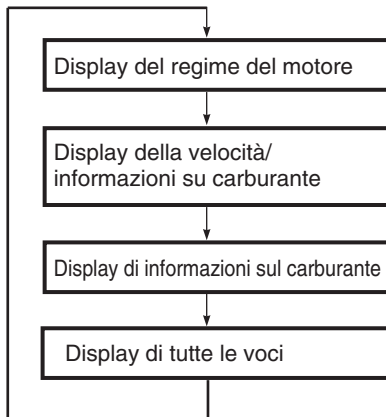 Display del regime del motore
Display della velocità/
informazioni su carburante
Display di informazioni sul carburante
Display di tutte le voci